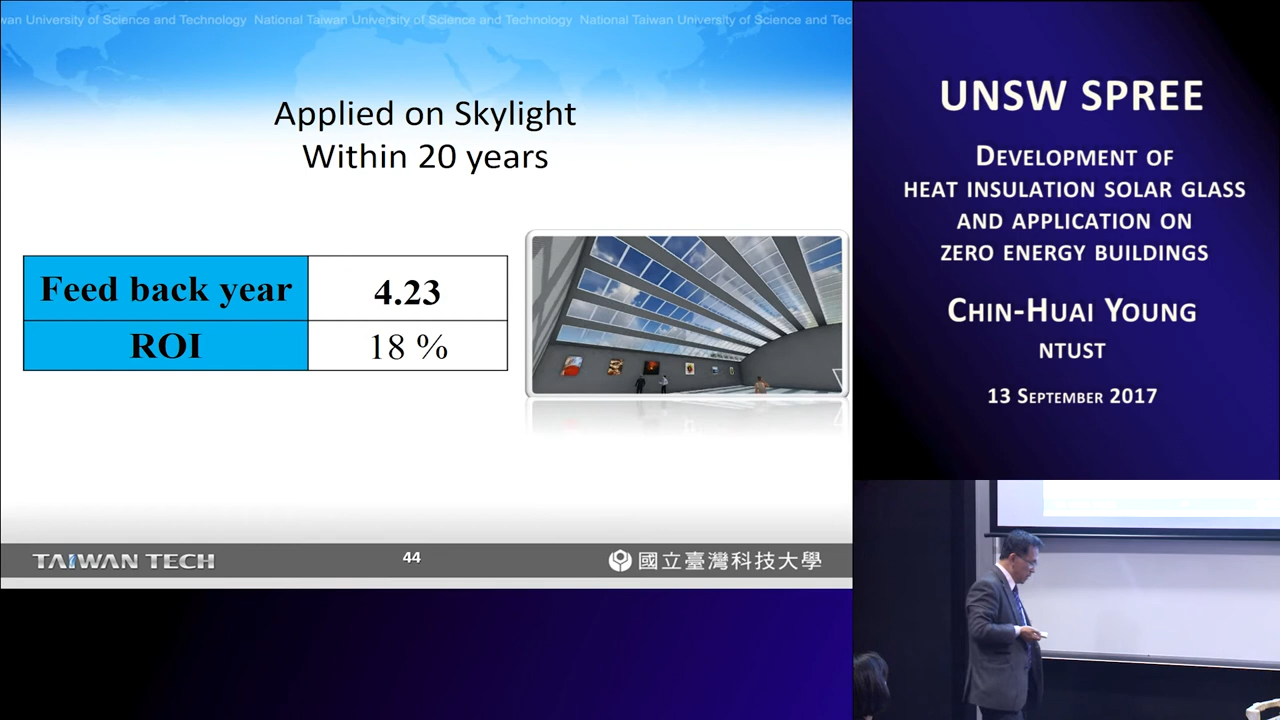 wan University of Science and Technology National Taiwan University of Science and Technology National Taiwan University of Science and Tec
Applied on Skylight
Within 20 years
Feed back year 4.23
ROI 18 %
TAIWAN TECH 44 國立臺灣科技大學
UNSW SPREE
DEVELOPMENT OF
HEAT INSULATION SOLAR GLASS
AND APPLICATION ON
ZERO ENERGY BUILDINGS
CHIN-HUAI YOUNG
NTUST
13 SEPTEMBER 2017